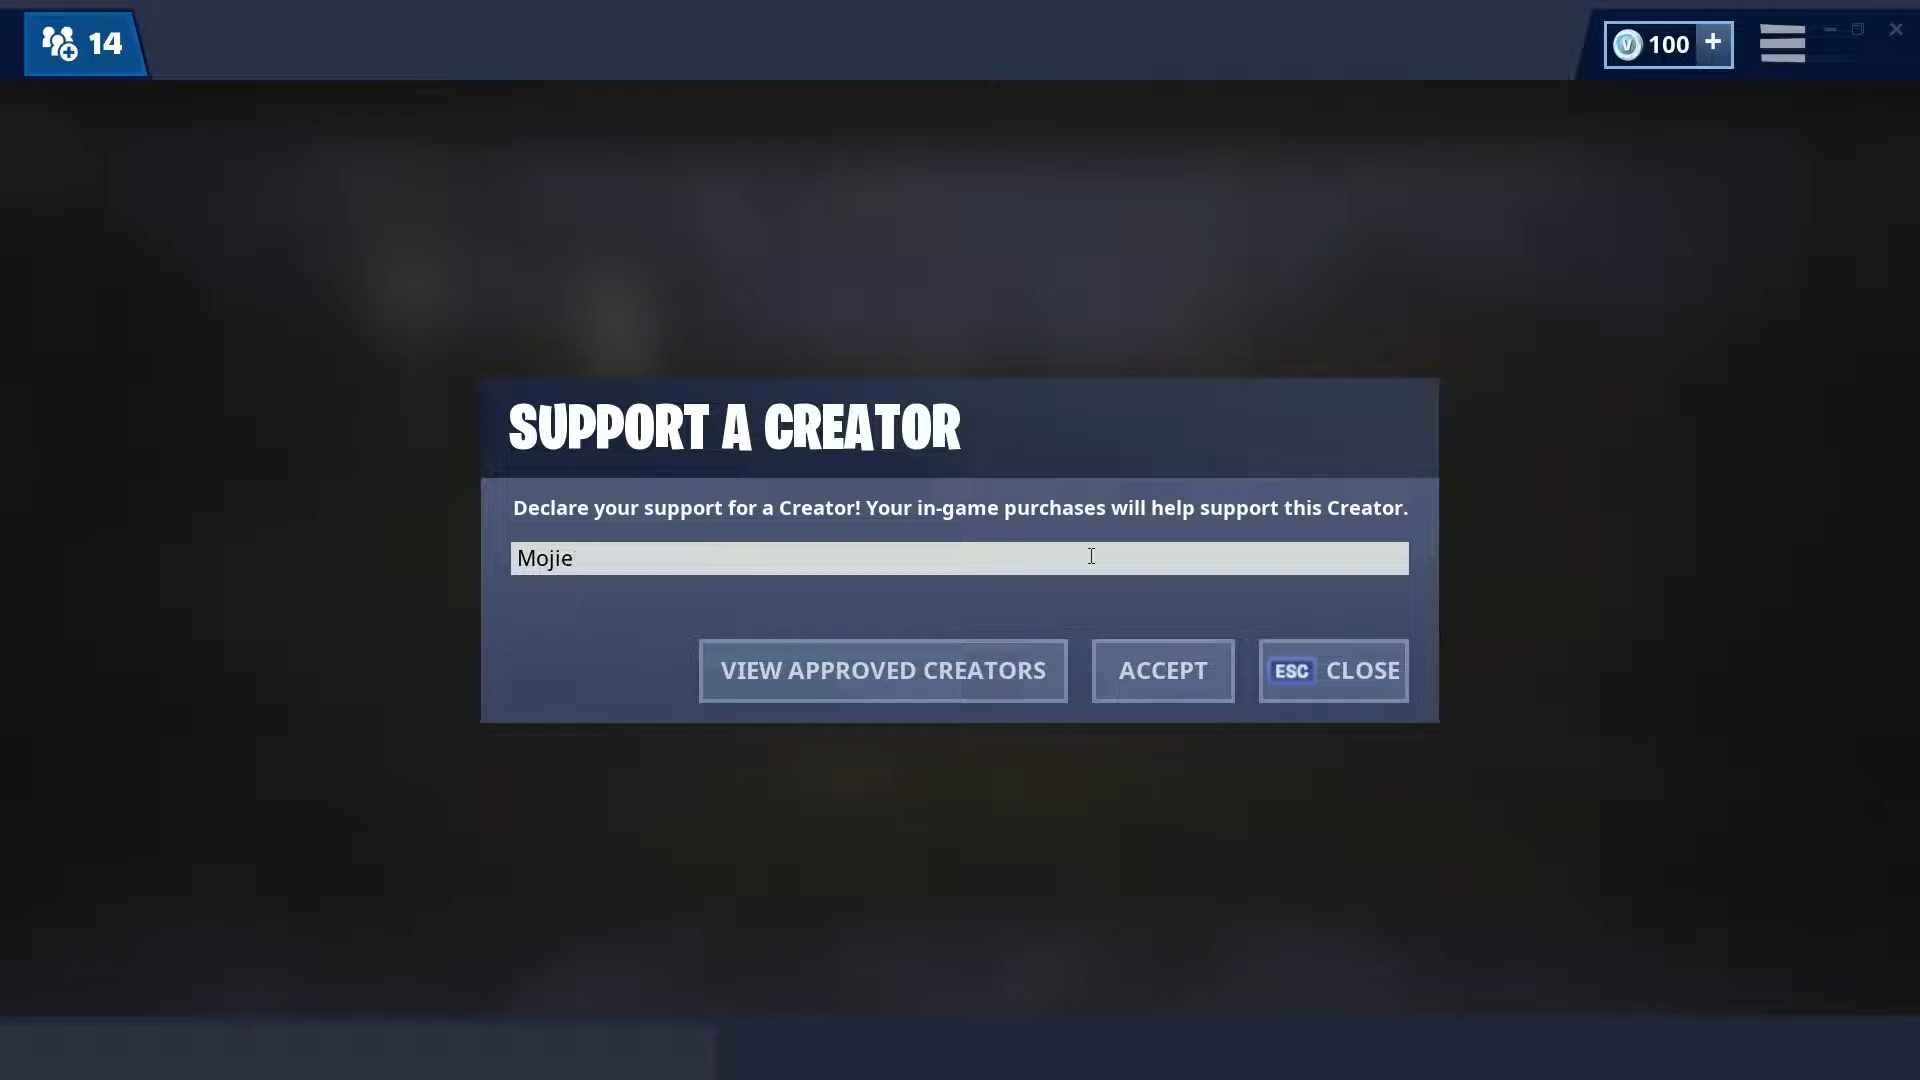 14
V 100 +
SUPPORT A CREATOR
Declare your support for a Creator! Your in-game purchases will help support this Creator.
Mojie
VIEW APPROVED CREATORS
ACCEPT
ESC CLOSE